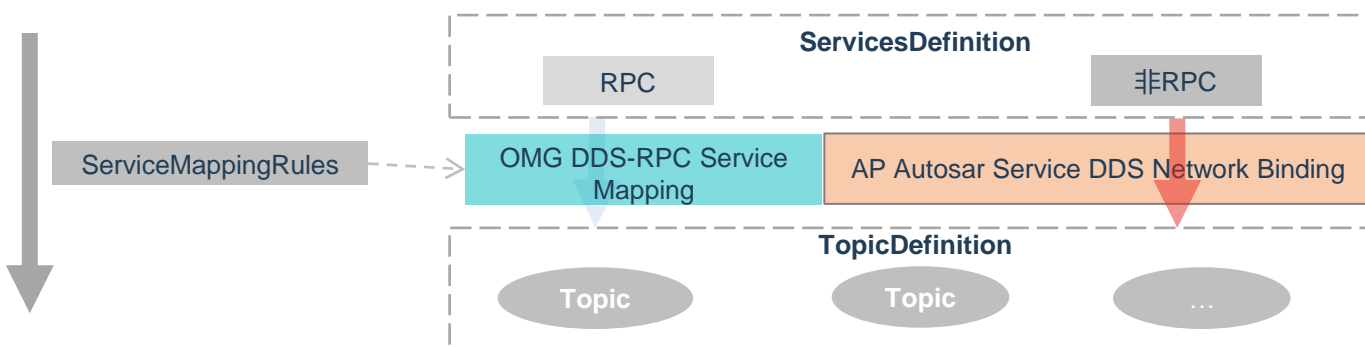 ServicesDefinition
RPC
非RPC
ServiceMappingRules
OMG DDS-RPC Service
Mapping
AP Autosar Service DDS Network Binding
TopicDefinition
Topic
Topic
…